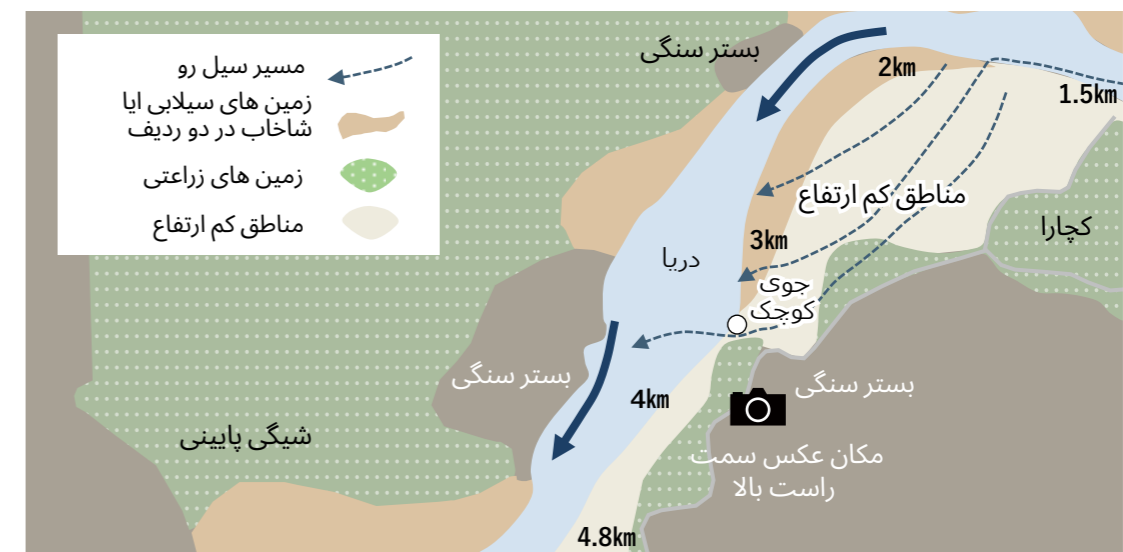 مسیر سیل رو
زمین های سیلابی ایا
شاخاب در دو ردیف
زمین های زراعتی
مناطق کم ارتفاع
بستر سنگی
2km
1.5km
مناطق کم ارتفاع
کچارا
3km
دریا
جوی
کوچک
بستر سنگی
بستر سنگی
4km
شیگی پایینی
مکان عکس سمت
راست بالا
4.8km